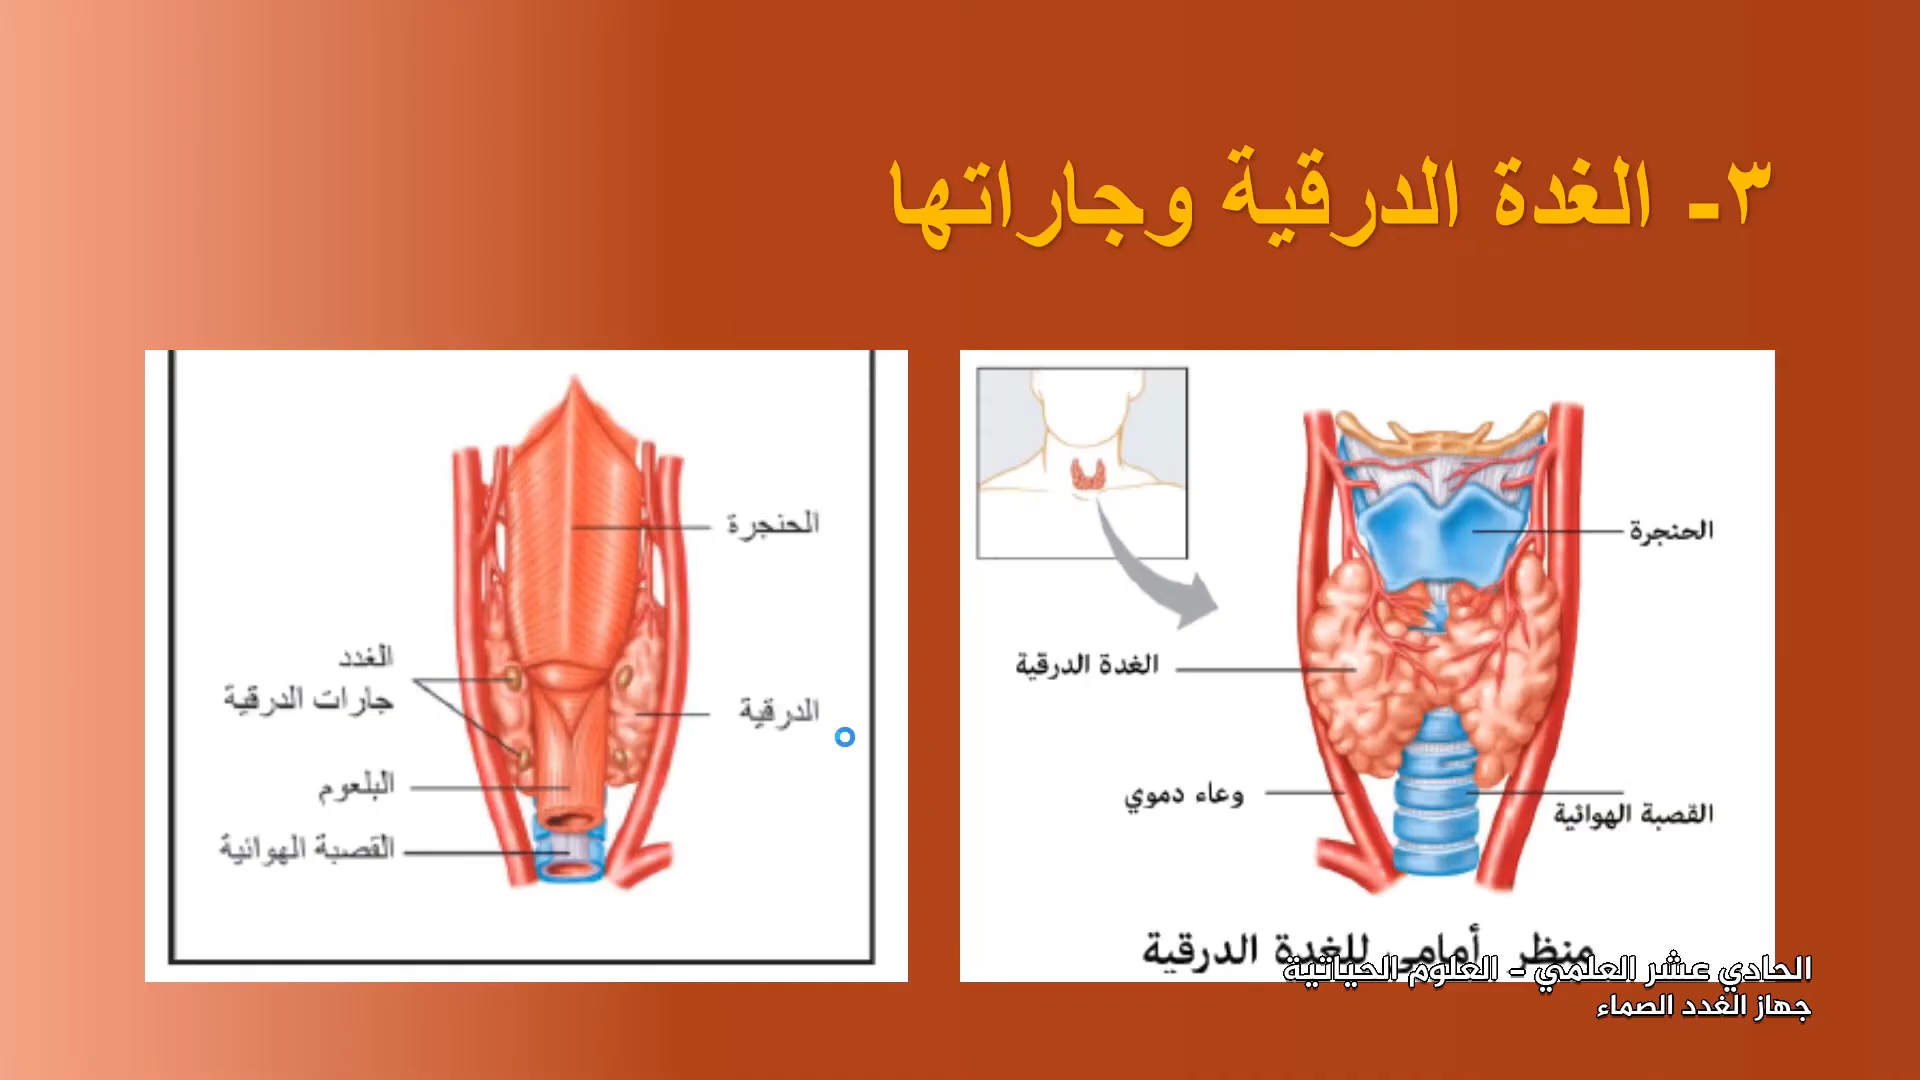 ٣- الغدة الدرقية وجاراتها
الحنجرة
الغدة الدرقية
وعاء دموي
القصبة الهوائية
منظر أمامي للغدة الدرقية
الحنجرة
الغدد
جارات الدرقية
الدرقية
البلعوم
القصبة الهوائية
الحادي عشر العلمي - العلوم الحياتية
جهاز الغدد الصماء